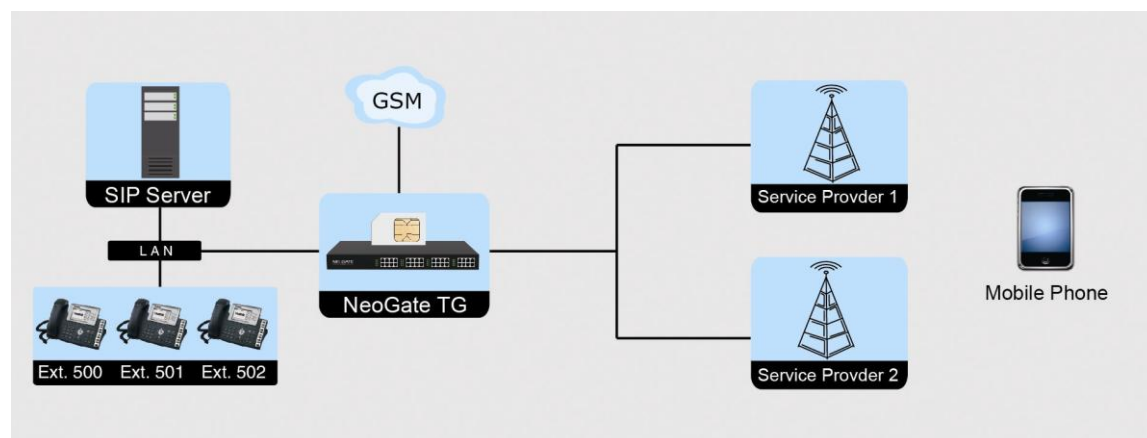 GSM
SIP Server
LAN
NeoGate TG
Ext. 500 Ext. 501 Ext. 502
Service Provder 1
Service Provder 2
Mobile Phone